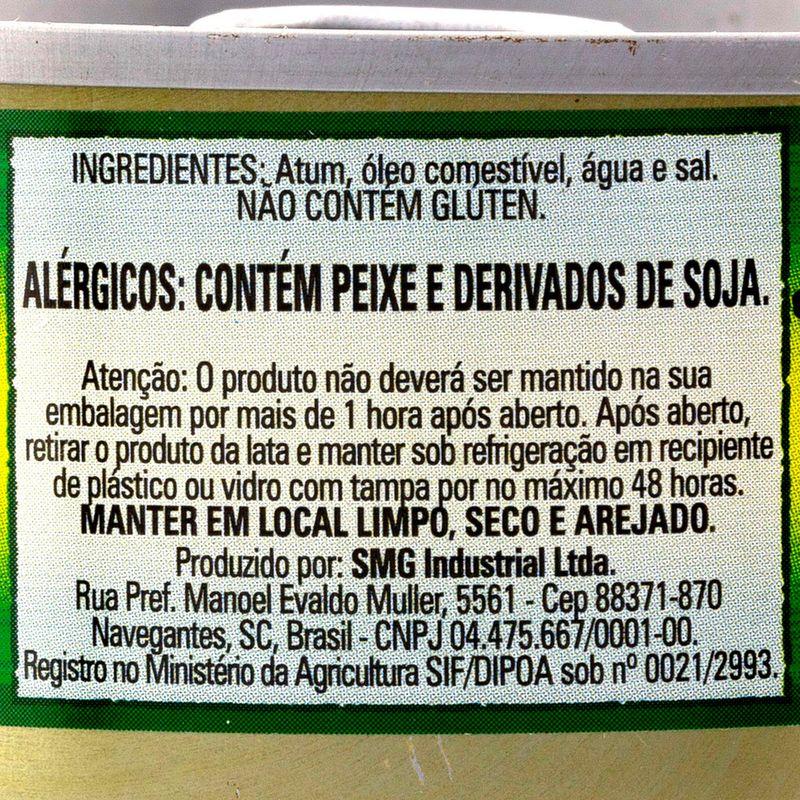 INGREDIENTES: Atum, óleo comestível, água e sal.
NÃO CONTÉM GLÚTEN.
ALÉRGICOS: CONTÉM PEIXE E DERIVADOS DE SOJA.
Atenção: O produto não deverá ser mantido na sua
embalagem por mais de 1 hora após aberto. Após aberto,
retirar o produto da lata e manter sob refrigeração em recipiente
de plástico ou vidro com tampa por no máximo 48 horas.
MANTER EM LOCAL LIMPO, SECO E AREJADO.
Produzido por: SMG Industrial Ltda.
Rua Pref. Manoel Evaldo Muller, 5561 - Cep 88371-870
Navegantes, SC, Brasil - CNPJ 04.475.667/0001-00.
Registro no Ministério da Agricultura SIF/DIPOA sob nº 0021/2993.